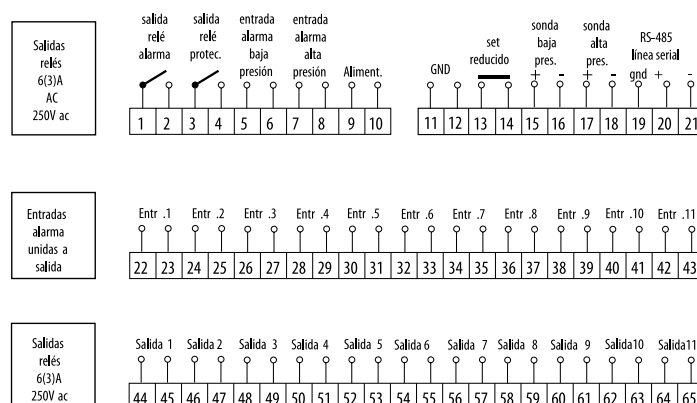 Salidas
relés
6(3)A
AC
250V ac
salida
relé
alarma
salida
relé
protec.
entrada
alarma
baja
presión
entrada
alarma
alta
presión
Aliment.
GND
set
reducido
sonda
baja
pres.
+ -
sonda
alta
pres.
+ -
RS-485
línea serial
gnd + -
1 2 3 4 5 6 7 8 9 10
11 12 13 14 15 16 17 18 19 20 21
Entradas
alarma
unidas a
salida
Entr .1 Entr .2 Entr .3 Entr .4 Entr .5 Entr .6 Entr .7 Entr .8 Entr .9 Entr .10 Entr .11
22 23 24 25 26 27 28 29 30 31 32 33 34 35 36 37 38 39 40 41 42 43
Salidas
relés
6(3)A
250V ac
Salida 1 Salida 2 Salida 3 Salida 4 Salida 5 Salida 6 Salida 7 Salida 8 Salida 9 Salida10 Salida11
44 45 46 47 48 49 50 51 52 53 54 55 56 57 58 59 60 61 62 63 64 65